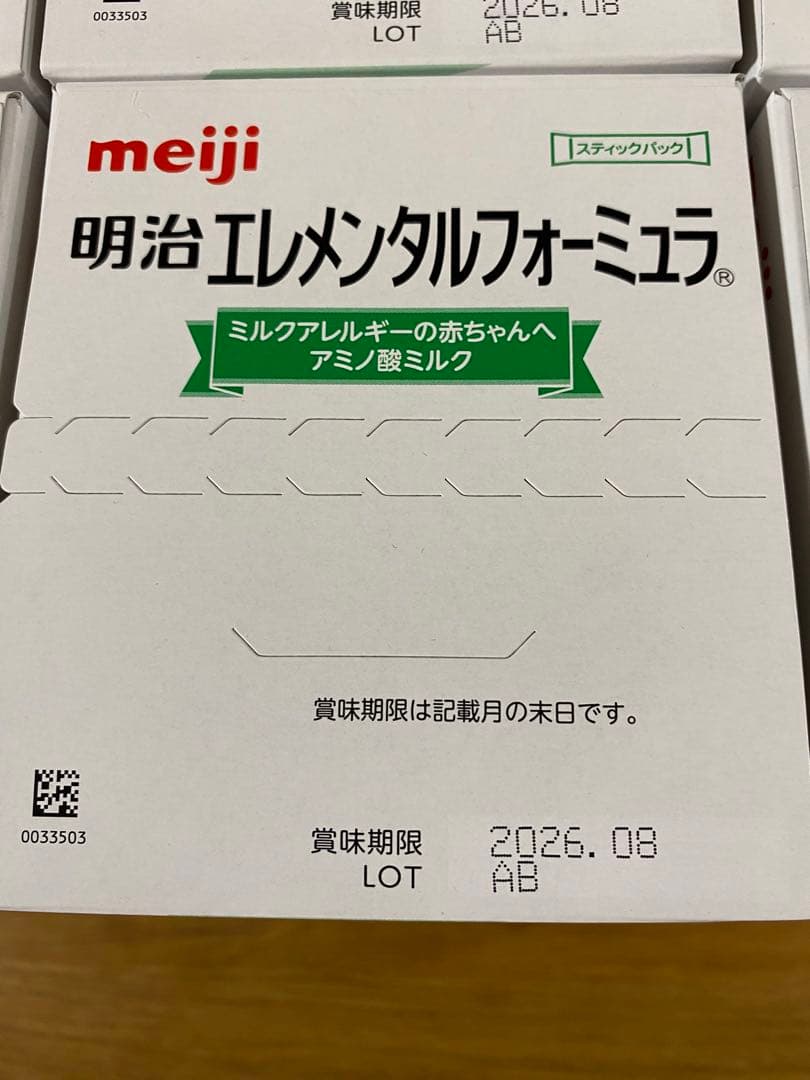 0033503
賞味期限 2026.08
LOT AB
meiji
スティックパック
明治エレメンタルフォーミュラ®
ミルクアレルギーの赤ちゃんへ
アミノ酸ミルク
賞味期限は記載月の末日です。
0033503
賞味期限 2026.08
LOT AB